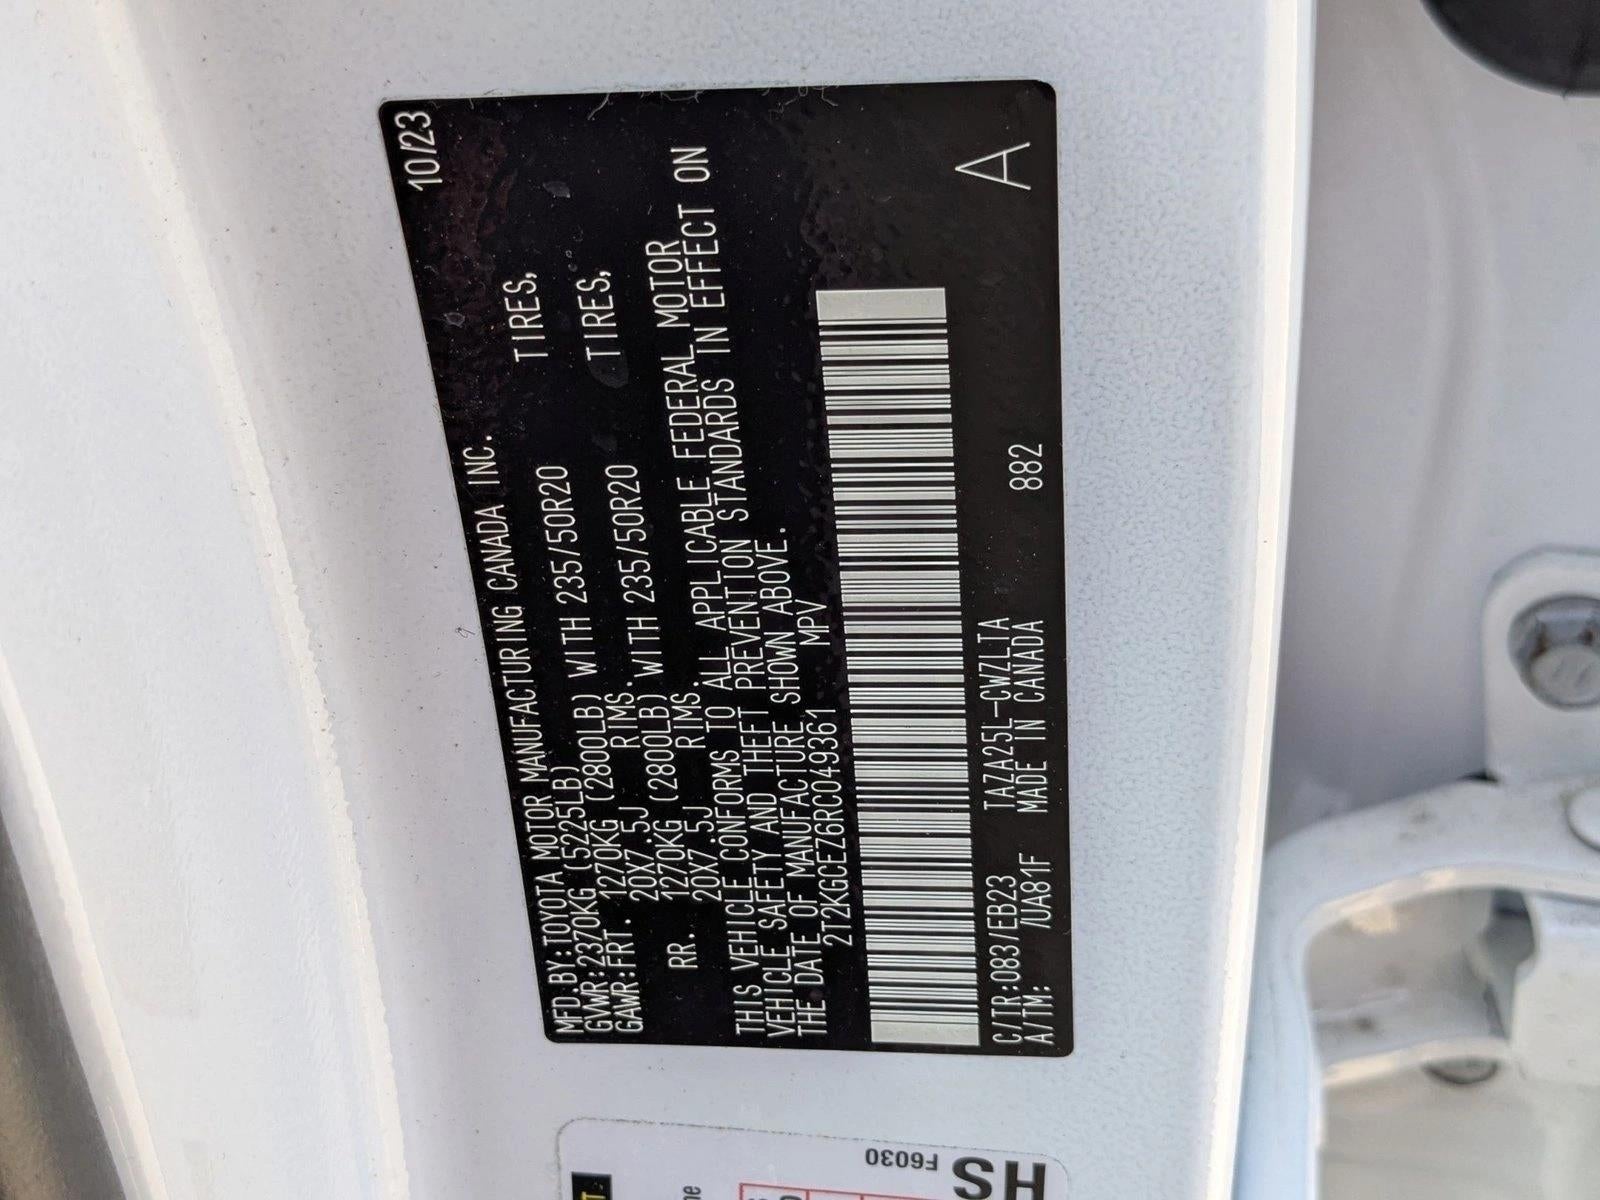 MFD.BY:TOYOTA MOTOR MANUFACTURING CANADA INC. 10/23
GVWR:2370KG (5225LB)
GAWR:FRT. 1270KG (2800LB) WITH 235/50R20 TIRES,
20X7.5J RIMS.
RR. 1270KG (2800LB) WITH 235/50R20 TIRES,
20X7.5J RIMS.
THIS VEHICLE CONFORMS TO ALL APPLICABLE FEDERAL MOTOR
VEHICLE SAFETY AND THEFT PREVENTION STANDARDS IN EFFECT ON
THE DATE OF MANUFACTURE SHOWN ABOVE.
2T2KGCEZ6RC049361 MPV
C/TR:083/EB23 TAZA25L-CWZLTA A
A/TM: /UA81F MADE IN CANADA 882
F6030
HS